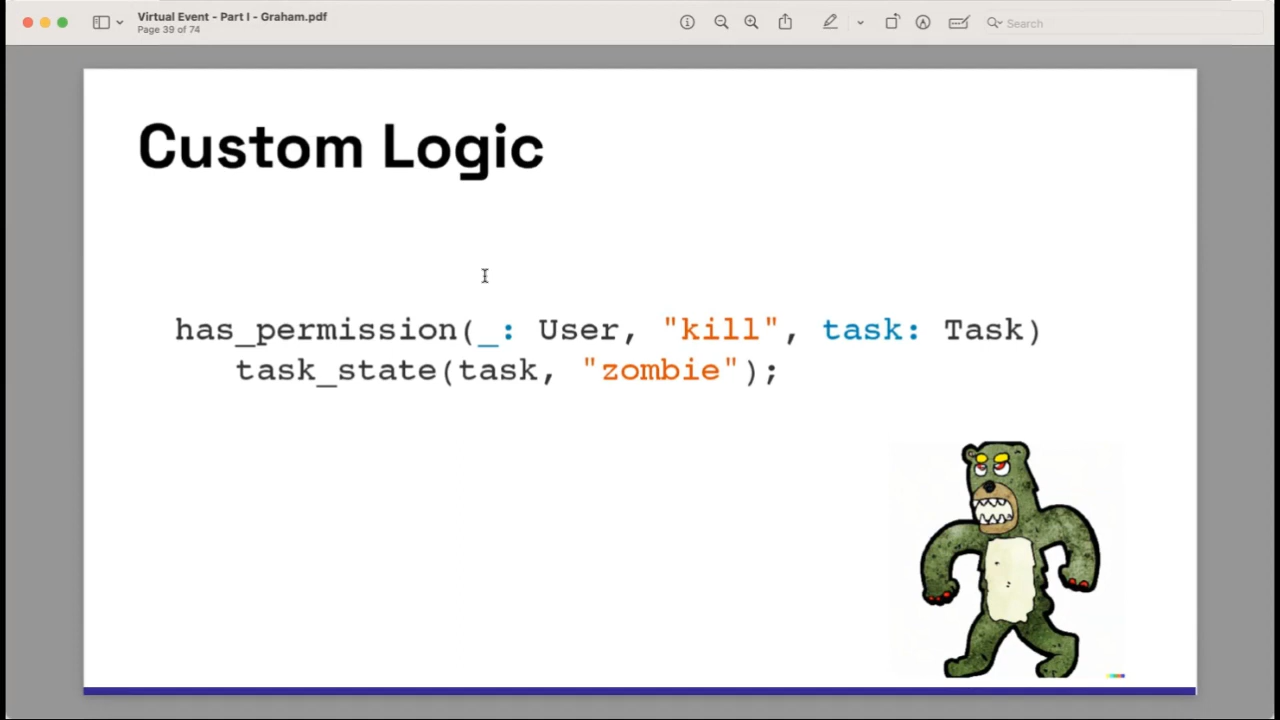 Virtual Event - Part I - Graham.pdf
Page 39 of 74
Search
Custom Logic
has_permission(_: User, "kill", task: Task)
task_state(task, "zombie");